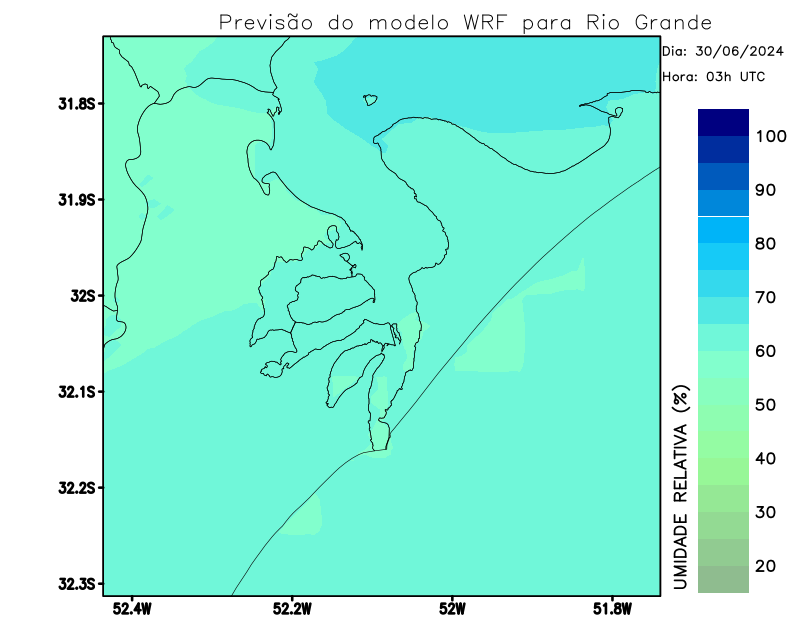 Previsão do modelo WRF para Rio Grande
Dia: 30/06/2024
Hora: 03h UTC
31.8S
31.9S
32S
32.1S
32.2S
32.3S
52.4W
52.2W
52W
51.8W
UMIDADE RELATIVA (%)
100
90
80
70
60
50
40
30
20